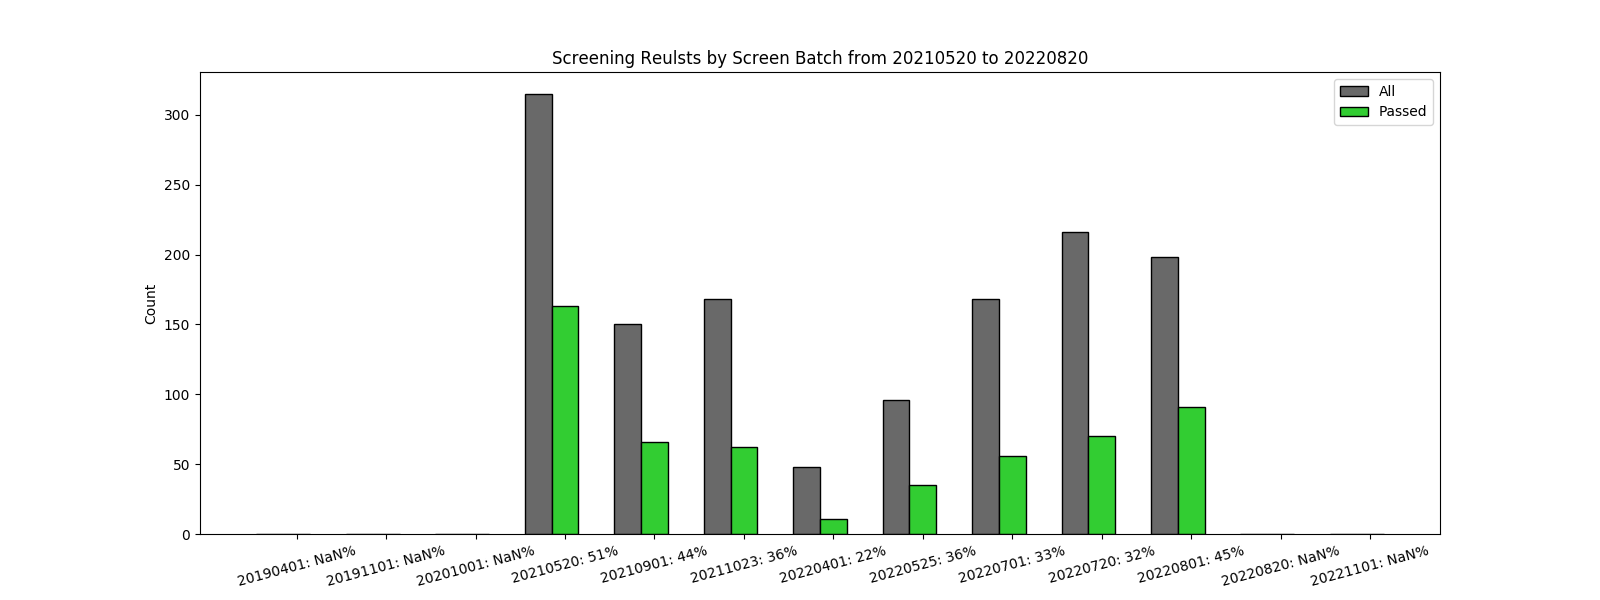 Screening Reulsts by Screen Batch from 20210520 to 20220820
All
Passed
Count
300
250
200
150
100
50
0
20190401: NaN%
20191101: NaN%
20201001: NaN%
20210520: 51%
20210901: 44%
20211023: 36%
20220401: 22%
20220525: 36%
20220701: 33%
20220720: 32%
20220801: 45%
20220820: NaN%
20221101: NaN%